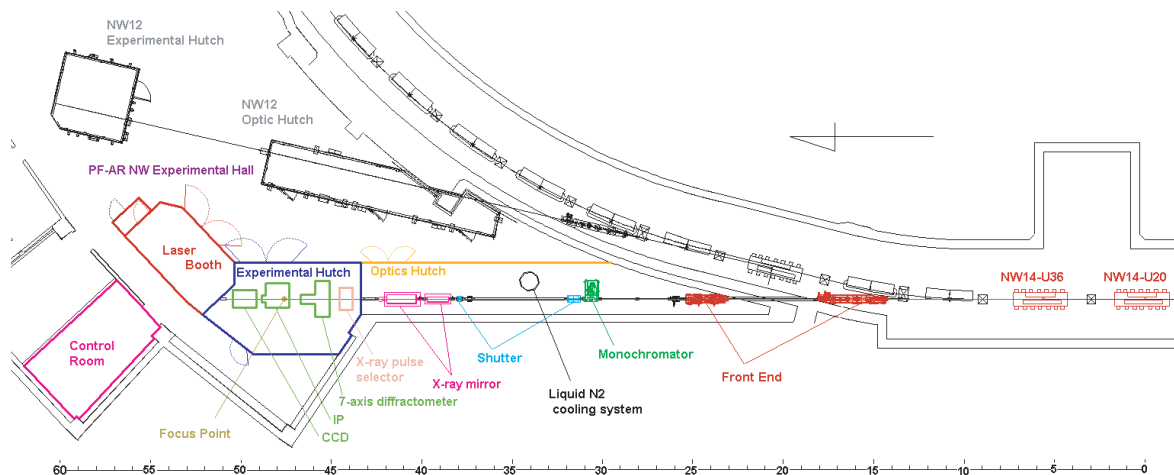 NW12
Experimental Hutch
NW12
Optic Hutch
PF-AR NW Experimental Hall
Laser
Booth
Experimental Hutch
Optics Hutch
NW14-U36
NW14-U20
Control
Room
X-ray pulse
selector
X-ray mirror
Shutter
Monochromator
Front End
Liquid N2
cooling system
7-axis diffractometer
IP
CCD
Focus Point
60 55 50 45 40 35 30 25 20 15 10 5 0